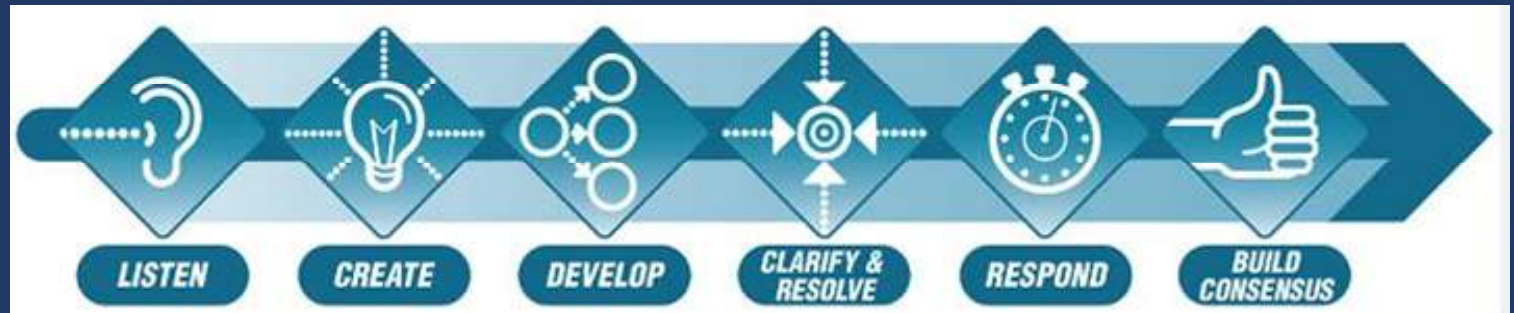 LISTEN
CREATE
DEVELOP
CLARIFY &
RESOLVE
RESPOND
BUILD
CONSENSUS